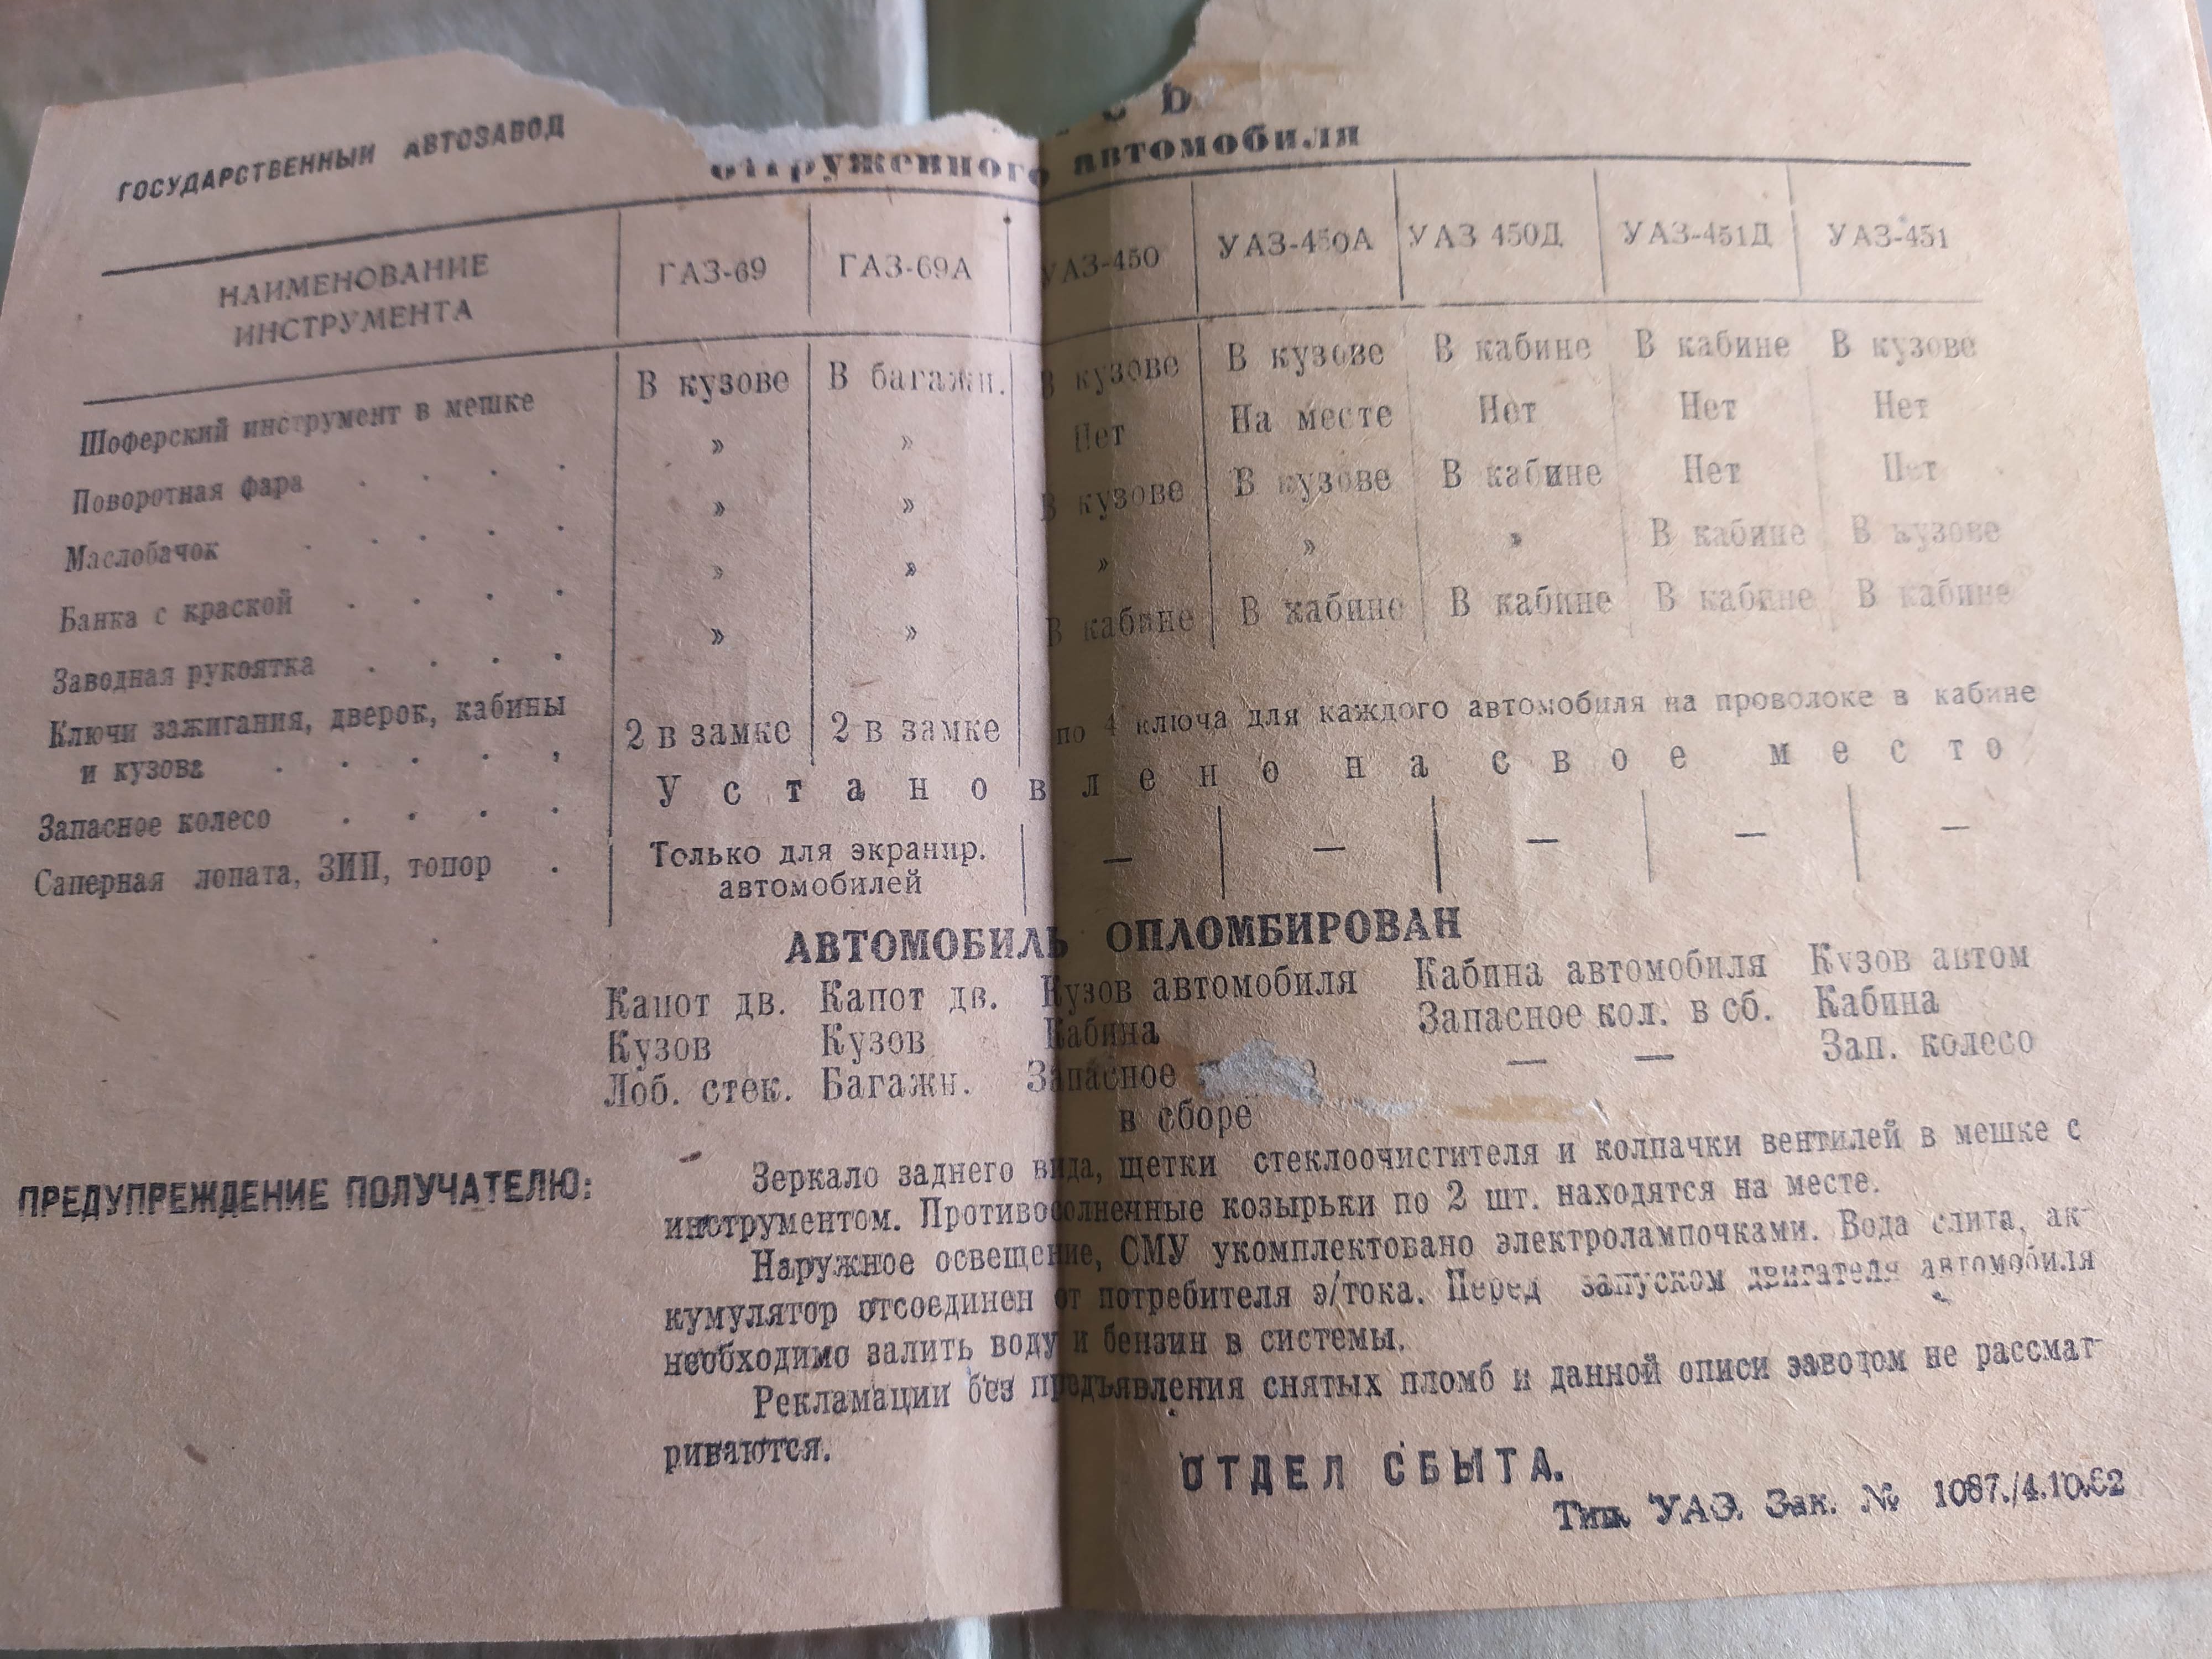 ГОСУДАРСТВЕННЫЙ АВТОЗАВОД
отгруженного автомобиля
НАИМЕНОВАНИЕ ИНСТРУМЕНТА ГАЗ-69 ГАЗ-69А УАЗ-450 УАЗ-450А УАЗ 450Д УАЗ-451Д УАЗ-451
Шоферский инструмент в мешке В кузове В багажн. В кузове В кузове В кабине В кабине В кузове
Поворотная фара . . . . » » Нет На месте Нет Нет Нет
Маслобачок . . . . » » В кузове В кузове В кабине Нет Нет
Банка с краской . . . . » » » » » В кабине В кузове
Заводная рукоятка . . . . » » В кабине В кабине В кабине В кабине В кабине
Ключи зажигания, дверок, кабины
и кузова . . . . , 2 в замке 2 в замке по 4 ключа для каждого автомобиля на проволоке в кабине
Запасное колесо . . . . Установлено на свое место
Саперная лопата, ЗИП, топор . Только для экранир. — — — — —
автомобилей
АВТОМОБИЛЬ ОПЛОМБИРОВАН
Капот дв. Капот дв. Кузов автомобиля Кабина автомобиля Кузов автом
Кузов Кузов Кабина Запасное кол. в сб. Кабина
Лоб. стек. Багажн. Запасное — — Зап. колесо
в сборе
ПРЕДУПРЕЖДЕНИЕ ПОЛУЧАТЕЛЮ:
Зеркало заднего вида, щетки стеклоочистителя и колпачки вентилей в мешке с
инструментом. Противосолнечные козырьки по 2 шт. находятся на месте.
Наружное освещение, СМУ укомплектовано электролампочками. Вода слита, ак-
кумулятор отсоединен от потребителя э/тока. Перед запуском двигателя автомобиля
необходимо залить воду и бензин в системы.
Рекламации без предъявления снятых пломб и данной описи заводом не рассмат-
риваются.
ОТДЕЛ СБЫТА.
Тип. УАЗ. Зак. № 1087./4.10.62